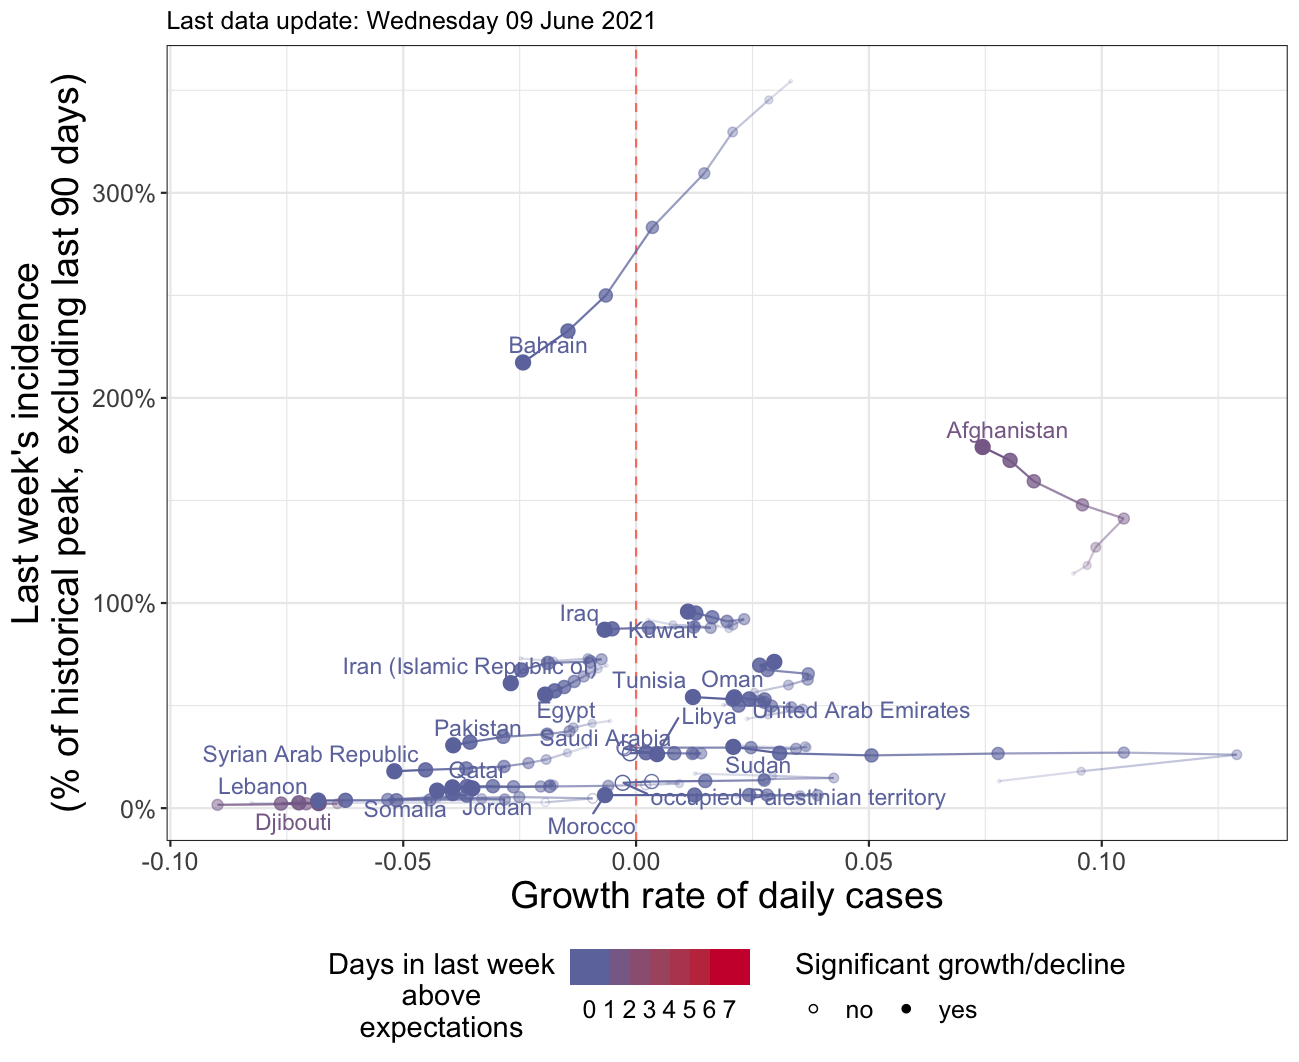 Last data update: Wednesday 09 June 2021
Last week's incidence
(% of historical peak, excluding last 90 days)
300%
200%
100%
0%
Bahrain
Afghanistan
Iraq
Kuwait
Iran (Islamic Republic of)
Tunisia
Oman
Egypt
Libya
United Arab Emirates
Pakistan
Saudi Arabia
Syrian Arab Republic
Qatar
Sudan
Lebanon
occupied Palestinian territory
Somalia
Jordan
Djibouti
Morocco
-0.10
-0.05
0.00
0.05
0.10
Growth rate of daily cases
Days in last week
above
expectations
0 1 2 3 4 5 6 7
Significant growth/decline
no
yes